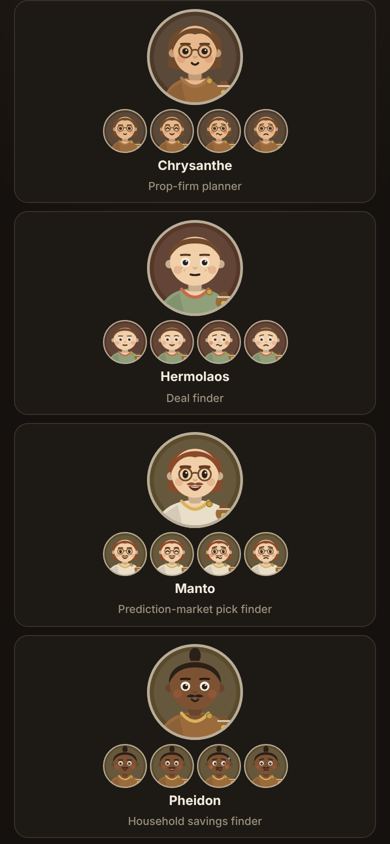 Chrysanthe
Prop-firm planner
Hermolaos
Deal finder
Manto
Prediction-market pick finder
Pheidon
Household savings finder